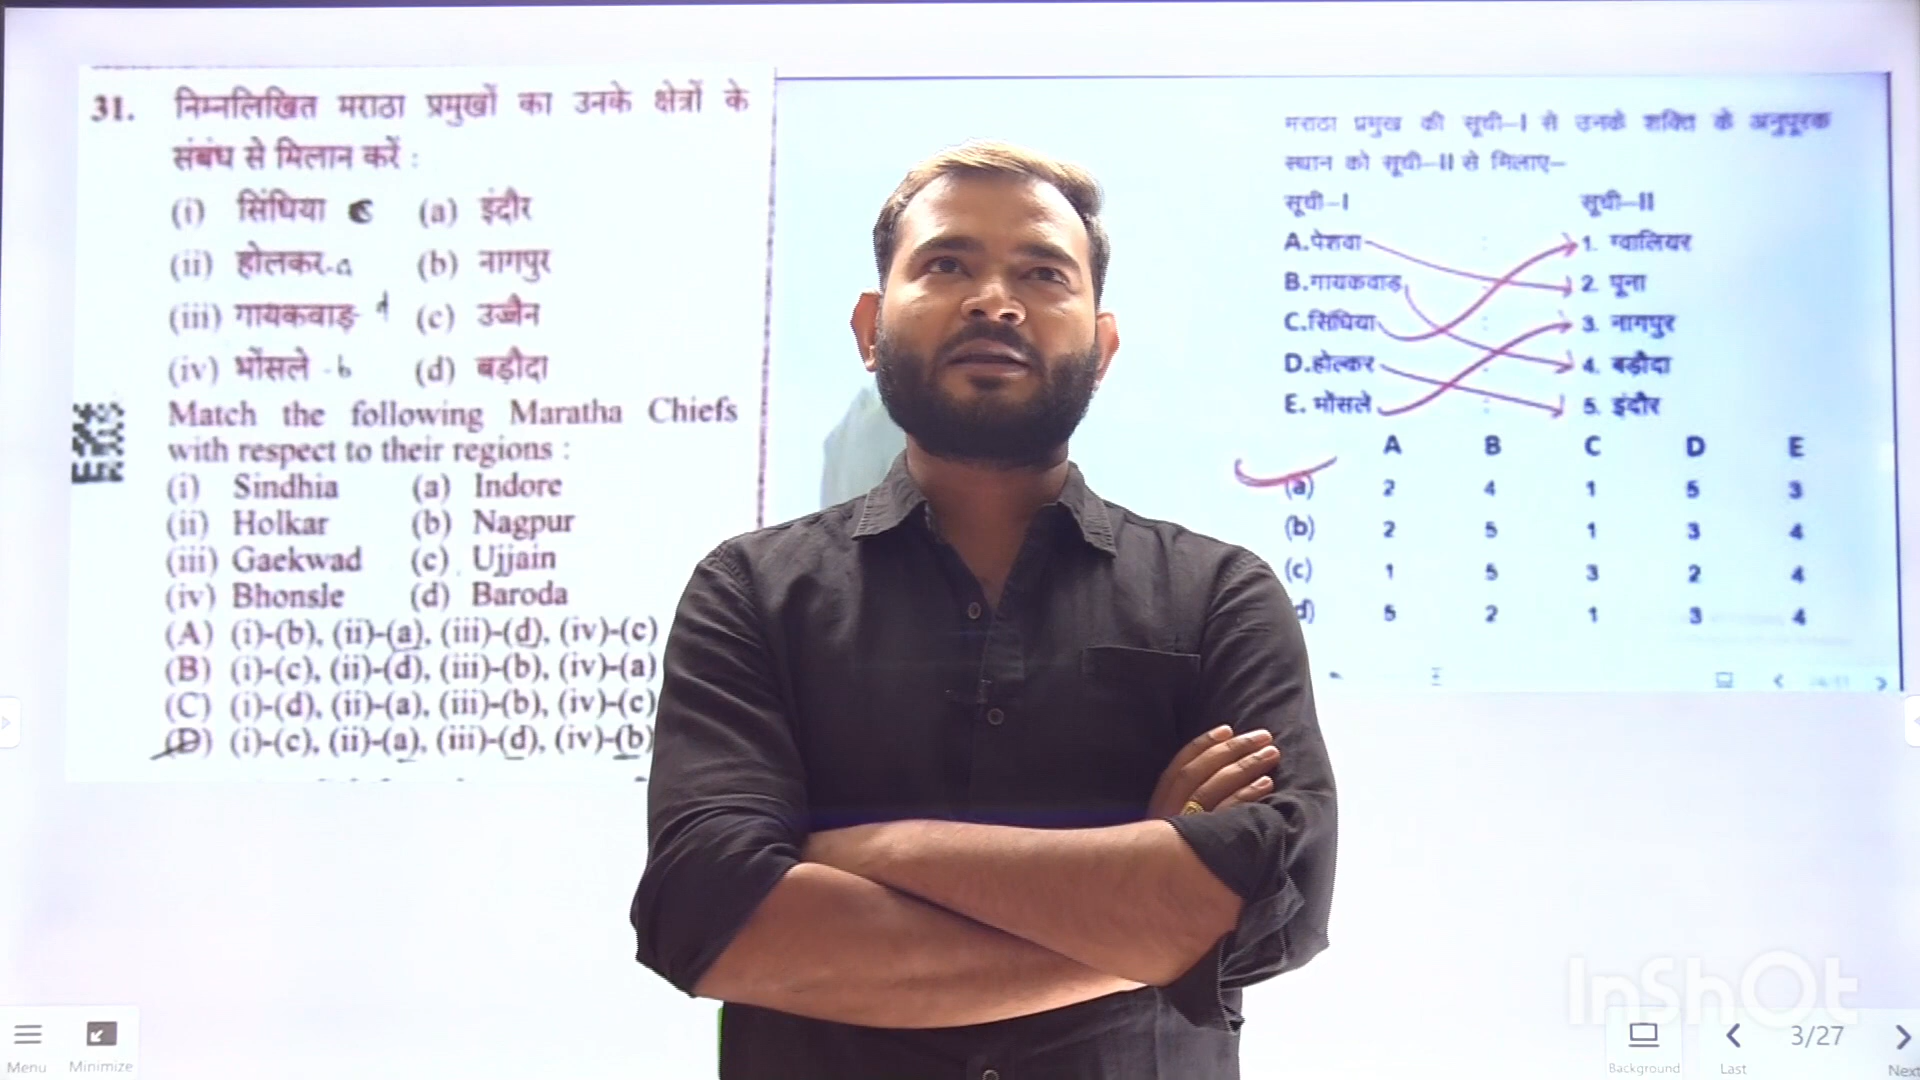 31. निम्नलिखित मराठा प्रमुखों का उनके क्षेत्रों के
संबंध से मिलान करें :
(i) सिंधिया c (a) इंदौर
(ii) होलकर-a (b) नागपुर
(iii) गायकवाड़ d (c) उज्जैन
(iv) भोंसले -b (d) बड़ौदा
Match the following Maratha Chiefs
with respect to their regions :
(i) Sindhia (a) Indore
(ii) Holkar (b) Nagpur
(iii) Gaekwad (c) Ujjain
(iv) Bhonsle (d) Baroda
(A) (i)-(b), (ii)-(a), (iii)-(d), (iv)-(c)
(B) (i)-(c), (ii)-(d), (iii)-(b), (iv)-(a)
(C) (i)-(d), (ii)-(a), (iii)-(b), (iv)-(c)
(D) (i)-(c), (ii)-(a), (iii)-(d), (iv)-(b)
मराठा प्रमुख की सूची-I से उनके शक्ति के अनुपूरक
स्थान को सूची-II से मिलाए-
सूची-I सूची-II
A.पेशवा : 1. ग्वालियर
B.गायकवाड़ : 2. पूना
C.सिंधिया : 3. नागपुर
D.होल्कर : 4. बड़ौदा
E. भोंसले : 5. इंदौर
A B C D E
(a) 2 4 1 5 3
(b) 2 5 1 3 4
(c) 1 5 3 2 4
d) 5 2 1 3 4
InShOt
Menu Minimize
Background Last 3/27 Next